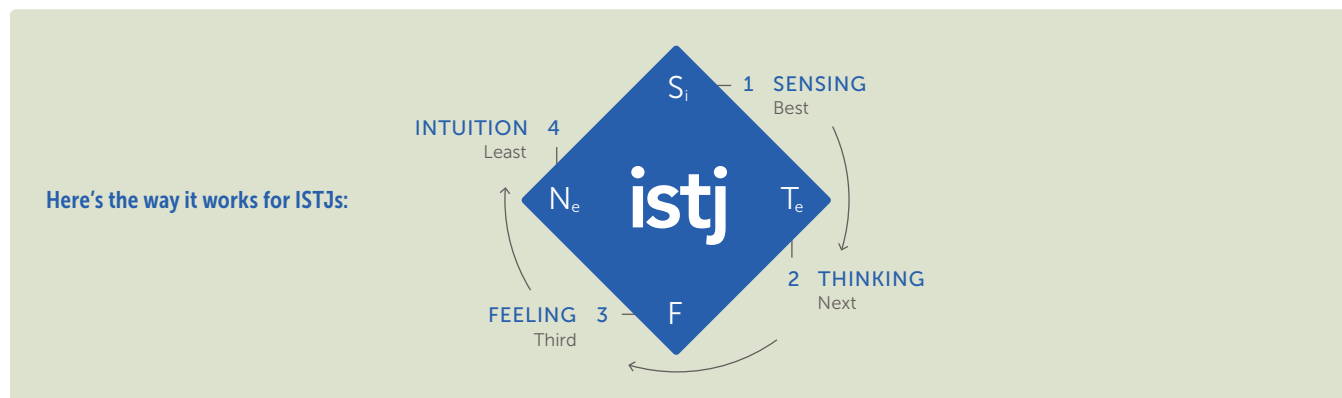 Here's the way it works for ISTJs:
Si
1 SENSING
Best
INTUITION 4
Least
Ne
istj
Te
2 THINKING
Next
FEELING 3
Third
F